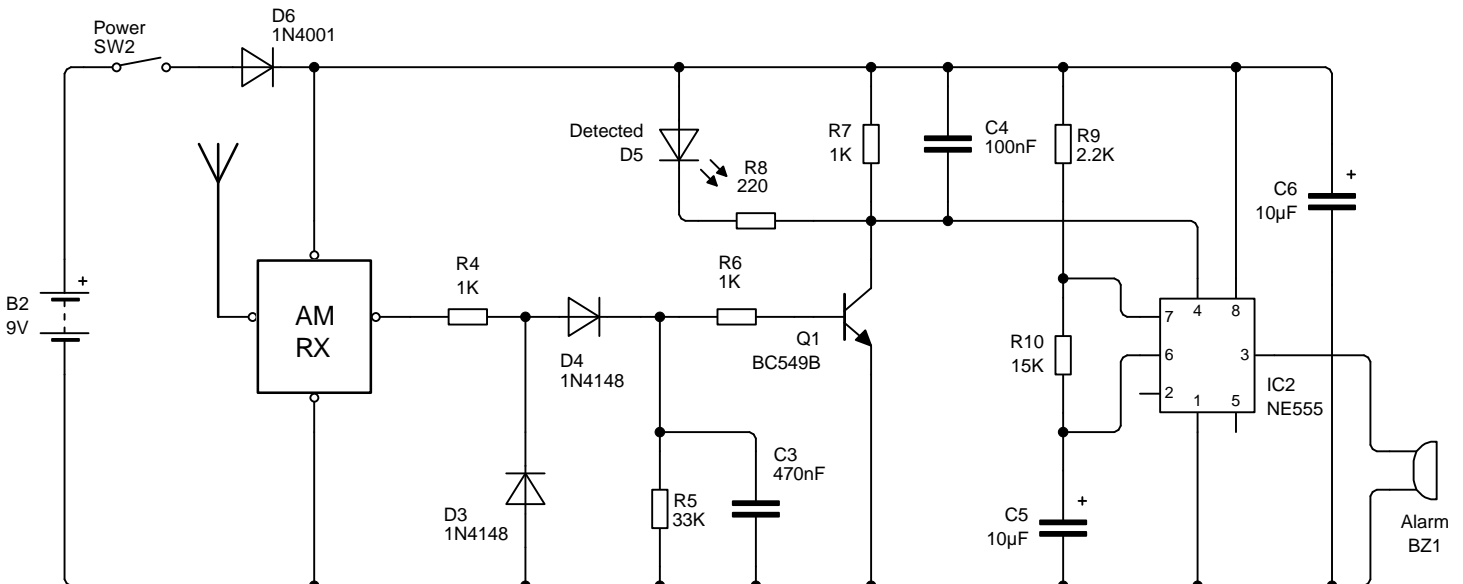 Power
SW2
D6
1N4001
Detected
D5
R8
220
R7
1K
C4
100nF
R9
2.2K
C6
10µF
+
B2
9V
+
AM
RX
R4
1K
D4
1N4148
R6
1K
Q1
BC549B
R10
15K
7
6
2
4
8
3
1
5
IC2
NE555
D3
1N4148
R5
33K
C3
470nF
C5
10µF
+
Alarm
BZ1